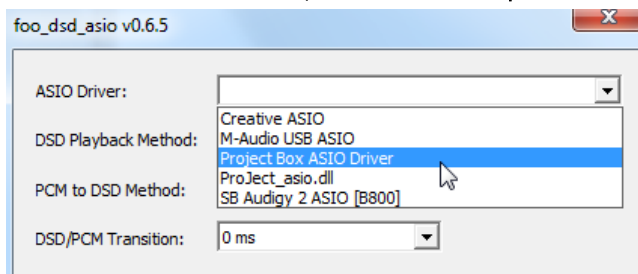 foo_dsd_asio v0.6.5
ASIO Driver:
Creative ASIO
M-Audio USB ASIO
Project Box ASIO Driver
ProJect_asio.dll
SB Audigy 2 ASIO [B800]
DSD Playback Method:
PCM to DSD Method:
DSD/PCM Transition: 0 ms